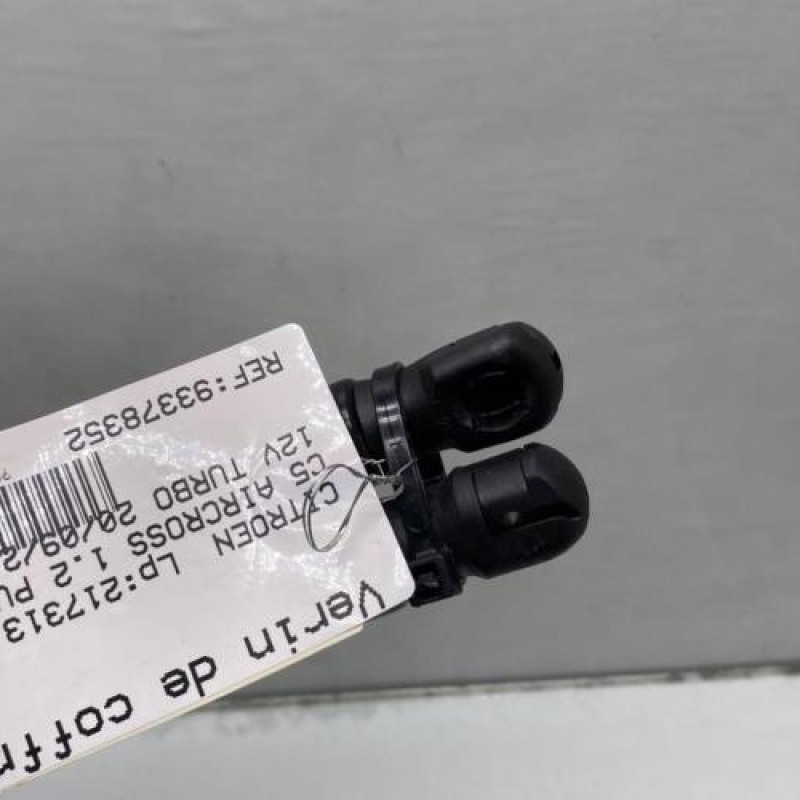 Verin de coffr
CITROEN Lp:217313
C5 AIRCROSS 1.2 PU
12V TURBO 20/09/2
REF:93378352